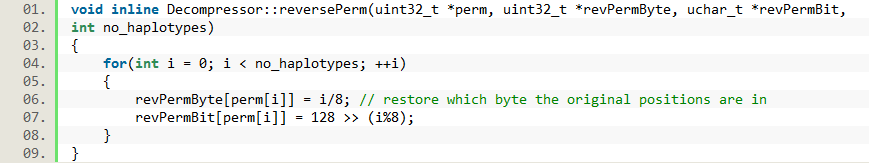 01. void inline Decompressor::reversePerm(uint32_t *perm, uint32_t *revPermByte, uchar_t *revPermBit,
02. int no_haplotypes)
03. {
04.     for(int i = 0; i < no_haplotypes; ++i)
05.     {
06.         revPermByte[perm[i]] = i/8; // restore which byte the original positions are in
07.         revPermBit[perm[i]] = 128 >> (i%8);
08.     }
09. }